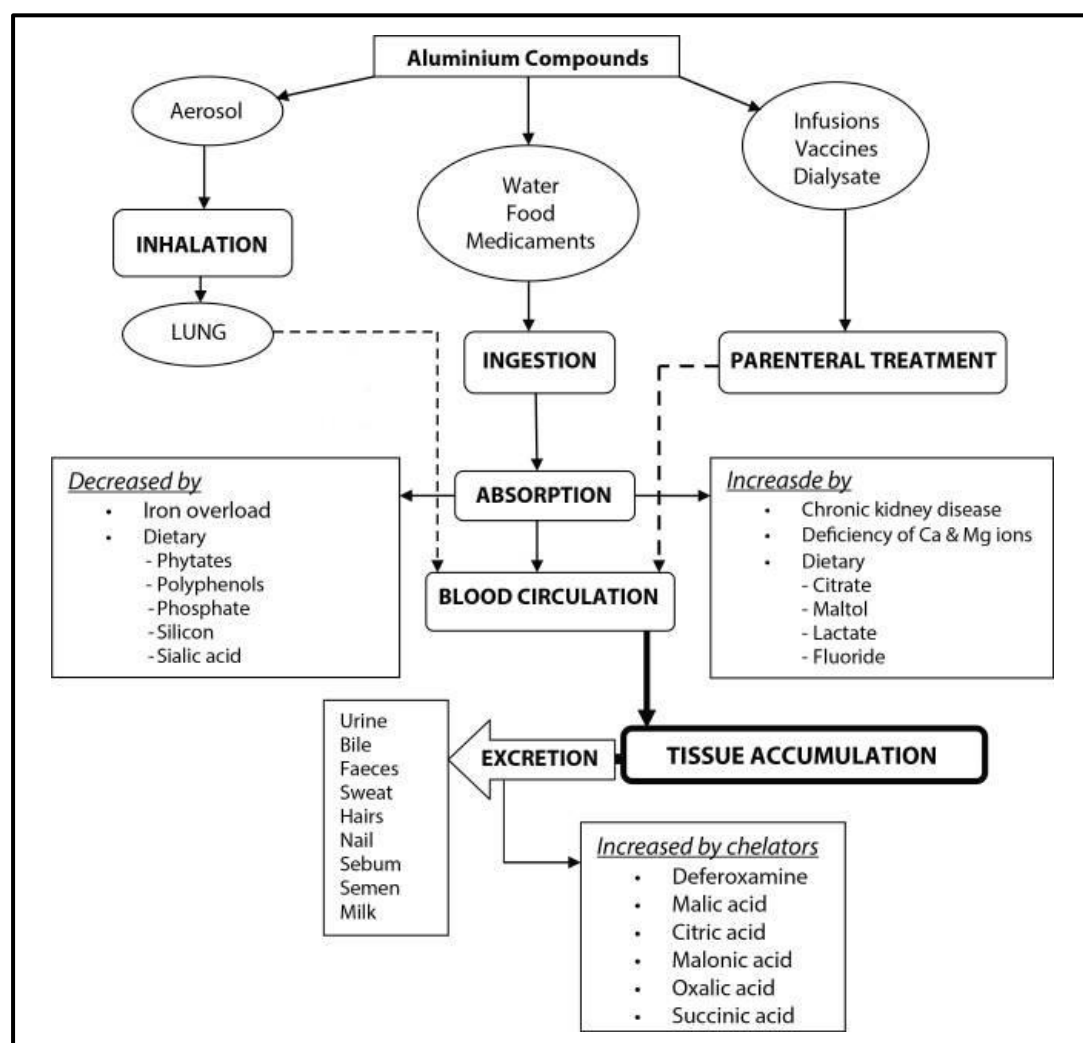 Aluminium Compounds
Aerosol
Infusions
Vaccines
Dialysate
Water
Food
Medicaments
INHALATION
LUNG
INGESTION
PARENTERAL TREATMENT
Decreased by
• Iron overload
• Dietary
- Phytates
- Polyphenols
- Phosphate
- Silicon
- Sialic acid
ABSORPTION
Increasde by
• Chronic kidney disease
• Deficiency of Ca & Mg ions
• Dietary
- Citrate
- Maltol
- Lactate
- Fluoride
BLOOD CIRCULATION
Urine
Bile
Faeces
Sweat
Hairs
Nail
Sebum
Semen
Milk
EXCRETION
TISSUE ACCUMULATION
Increased by chelators
• Deferoxamine
• Malic acid
• Citric acid
• Malonic acid
• Oxalic acid
• Succinic acid